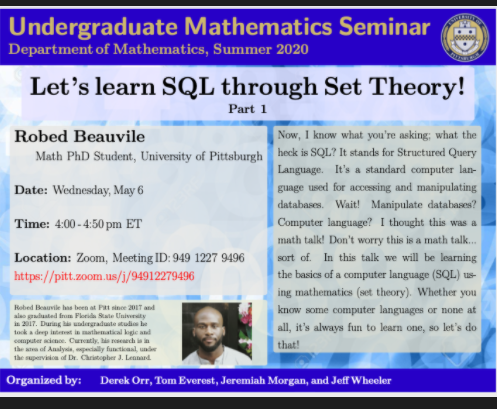 Undergraduate Mathematics Seminar
Department of Mathematics, Summer 2020
Let's learn SQL through Set Theory!
Part 1
Robed Beauvile
Math PhD Student, University of Pittsburgh
Date: Wednesday, May 6
Time: 4:00 - 4:50 pm ET
Location: Zoom, Meeting ID: 949 1227 9496
https://pitt.zoom.us/j/94912279496
Robed Beauvile has been at Pitt since 2017 and
also graduated from Florida State University
in 2017. During his undergraduate studies he
took a deep interest in mathematical logic and
computer science. Currently, his research is in
the area of Analysis, especially functional, under
the supervision of Dr. Christopher J. Lennard.
Now, I know what you're asking; what the
heck is SQL? It stands for Structured Query
Language. It's a standard computer lan-
guage used for accessing and manipulating
databases. Wait! Manipulate databases?
Computer language? I thought this was a
math talk! Don't worry this is a math talk...
sort of. In this talk we will be learning
the basics of a computer language (SQL) us-
ing mathematics (set theory). Whether you
know some computer languages or none at
all, it's always fun to learn one, so let's do
that!
Organized by: Derek Orr, Tom Everest, Jeremiah Morgan, and Jeff Wheeler